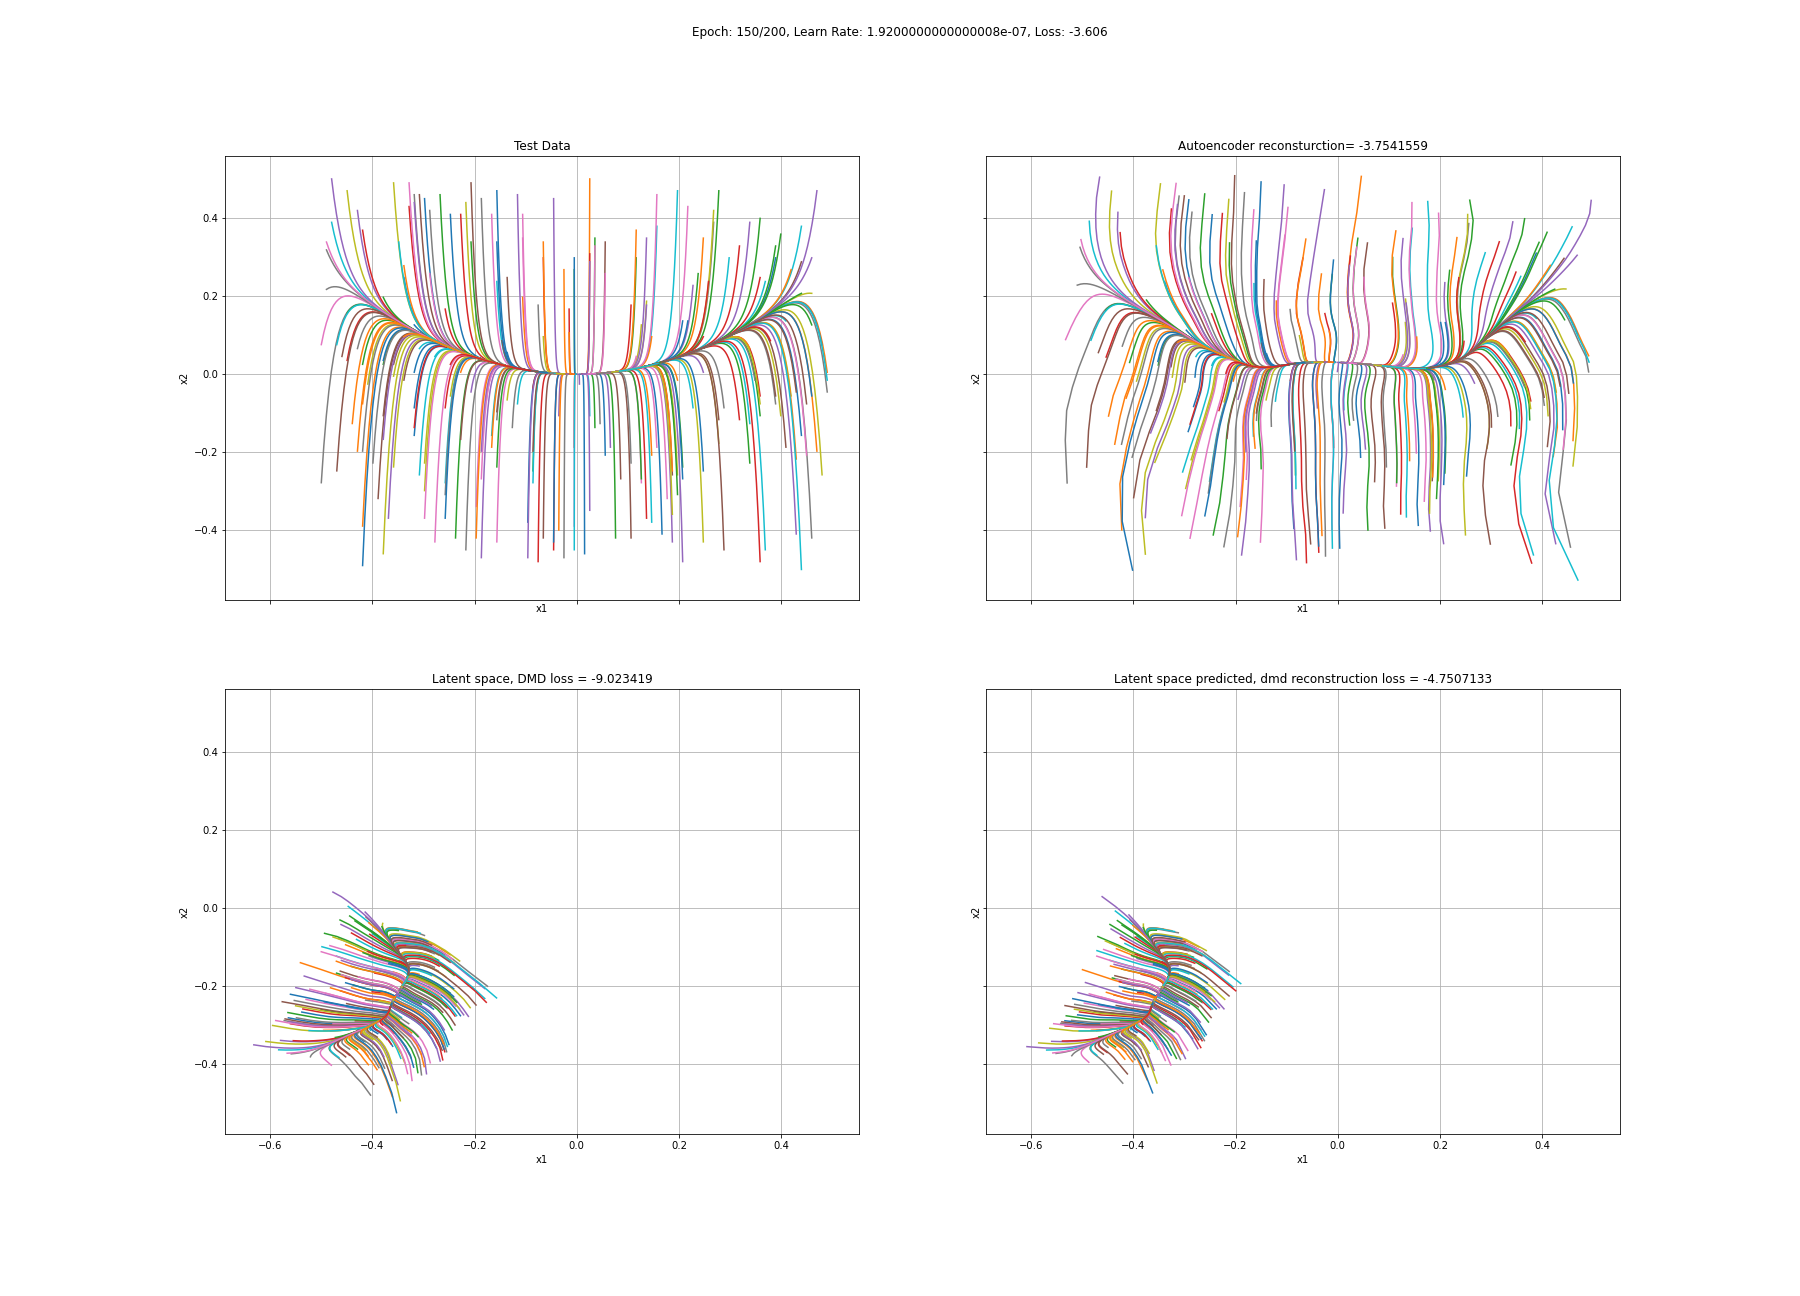 Epoch: 150/200, Learn Rate: 1.9200000000000008e-07, Loss: -3.606
Test Data
Autoencoder reconsturction= -3.7541559
0.4
0.2
0.0
−0.2
−0.4
x2
x2
x1
x1
Latent space, DMD loss = -9.023419
Latent space predicted, dmd reconstruction loss = -4.7507133
0.4
0.2
0.0
−0.2
−0.4
x2
x2
−0.6 −0.4 −0.2 0.0 0.2 0.4
−0.6 −0.4 −0.2 0.0 0.2 0.4
x1
x1